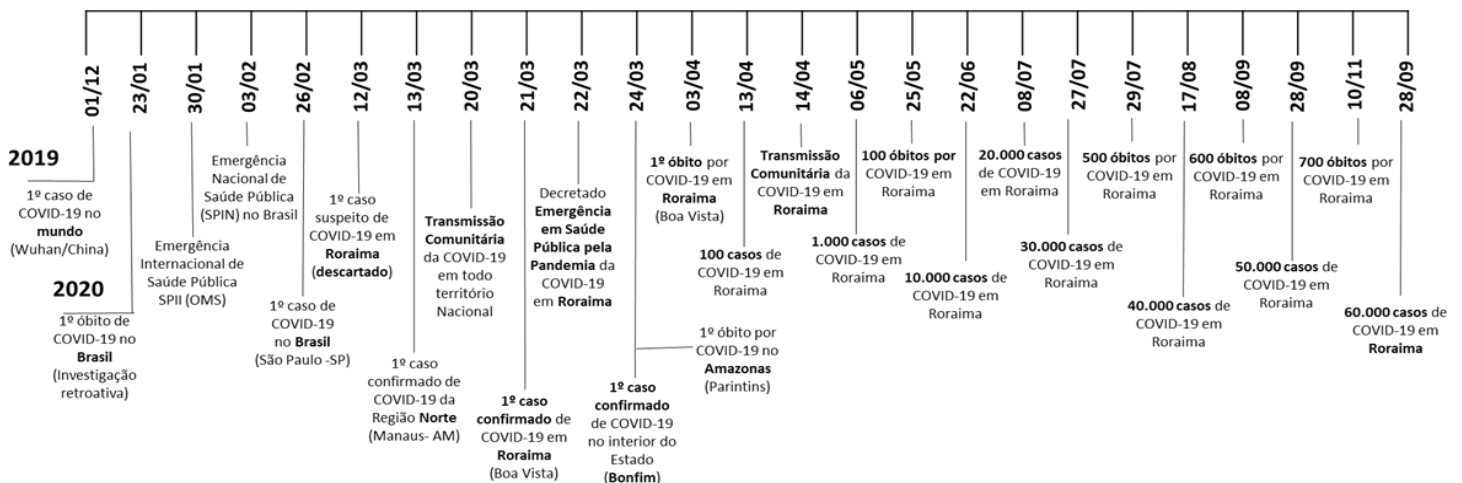 01/12
23/01
30/01
03/02
26/02
12/03
13/03
20/03
21/03
22/03
24/03
03/04
13/04
14/04
06/05
25/05
22/06
08/07
27/07
29/07
17/08
08/09
28/09
10/11
28/09
2019
1º caso de
COVID-19 no
mundo
(Wuhan/China)
2020
1º óbito de
COVID-19 no
Brasil
(Investigação
retroativa)
Emergência
Internacional de
Saúde Pública
SPII (OMS)
Emergência
Nacional de
Saúde Pública
(SPIN) no Brasil
1º caso de
COVID-19
no Brasil
(São Paulo -SP)
1º caso
suspeito de
COVID-19 em
Roraima
(descartado)
1º caso
confirmado de
COVID-19 da
Região Norte
(Manaus- AM)
Transmissão
Comunitária
da COVID-19
em todo
território
Nacional
1º caso
confirmado de
COVID-19 em
Roraima
(Boa Vista)
Decretado
Emergência
em Saúde
Pública pela
Pandemia da
COVID-19
em Roraima
1º caso
confirmado
de COVID-19
no interior do
Estado
(Bonfim)
1º óbito por
COVID-19 no
Amazonas
(Parintins)
1º óbito por
COVID-19 em
Roraima
(Boa Vista)
100 casos de
COVID-19 em
Roraima
Transmissão
Comunitária da
COVID-19 em
Roraima
1.000 casos de
COVID-19 em
Roraima
100 óbitos por
COVID-19 em
Roraima
10.000 casos de
COVID-19 em
Roraima
20.000 casos
de COVID-19
em Roraima
30.000 casos de
COVID-19 em
Roraima
500 óbitos por
COVID-19 em
Roraima
40.000 casos de
COVID-19 em
Roraima
600 óbitos por
COVID-19 em
Roraima
50.000 casos de
COVID-19 em
Roraima
700 óbitos por
COVID-19 em
Roraima
60.000 casos de
COVID-19 em
Roraima